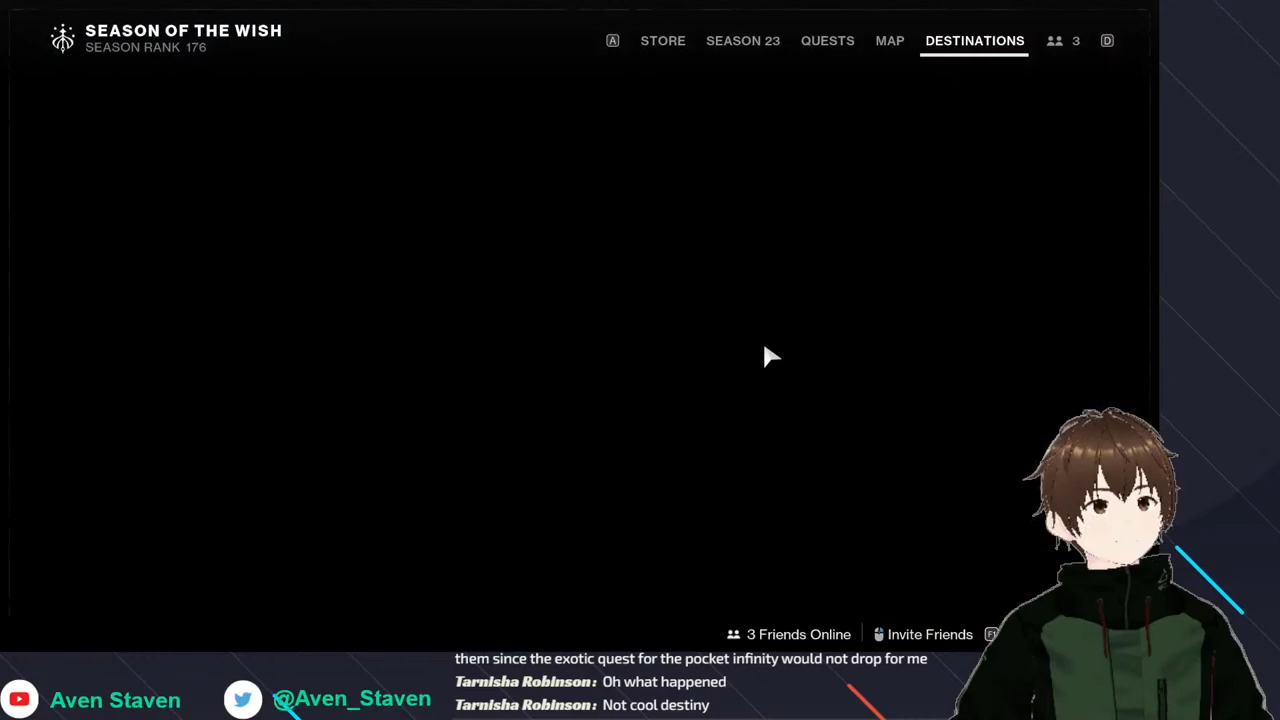 SEASON OF THE WISH
SEASON RANK 176
A STORE SEASON 23 QUESTS MAP DESTINATIONS 3 D
3 Friends Online Invite Friends F1
them since the exotic quest for the pocket infinity would not drop for me
Tarnisha Robinson: Oh what happened
Tarnisha Robinson: Not cool destiny
Aven Staven
@Aven_Staven